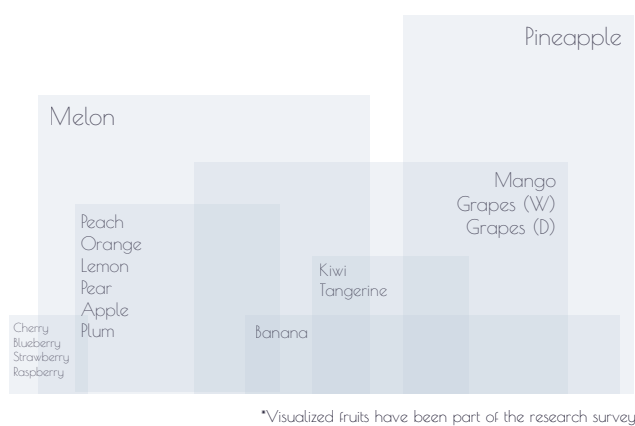 Pineapple
Melon
Mango
Grapes (W)
Grapes (D)
Peach
Orange
Lemon
Pear
Apple
Plum
Kiwi
Tangerine
Cherry
Blueberry
Strawberry
Raspberry
Banana
*Visualized fruits have been part of the research survey